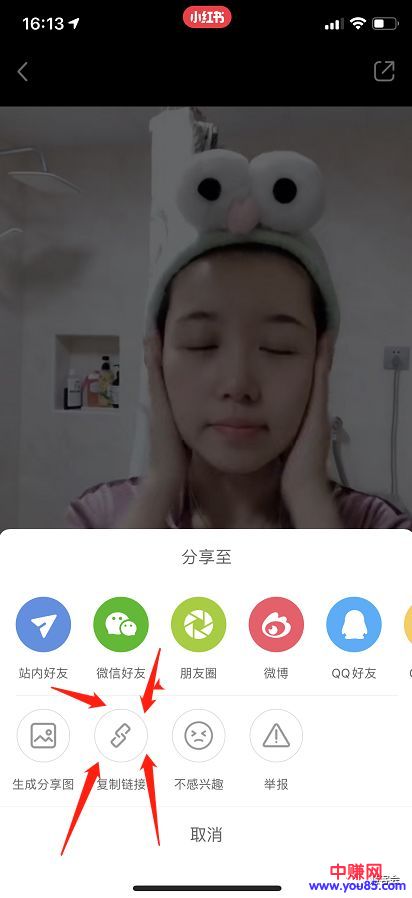 16:13
小红书
分享至
站内好友
微信好友
朋友圈
微博
QQ好友
生成分享图
复制链接
不感兴趣
举报
取消
中赚网
www.you85.com